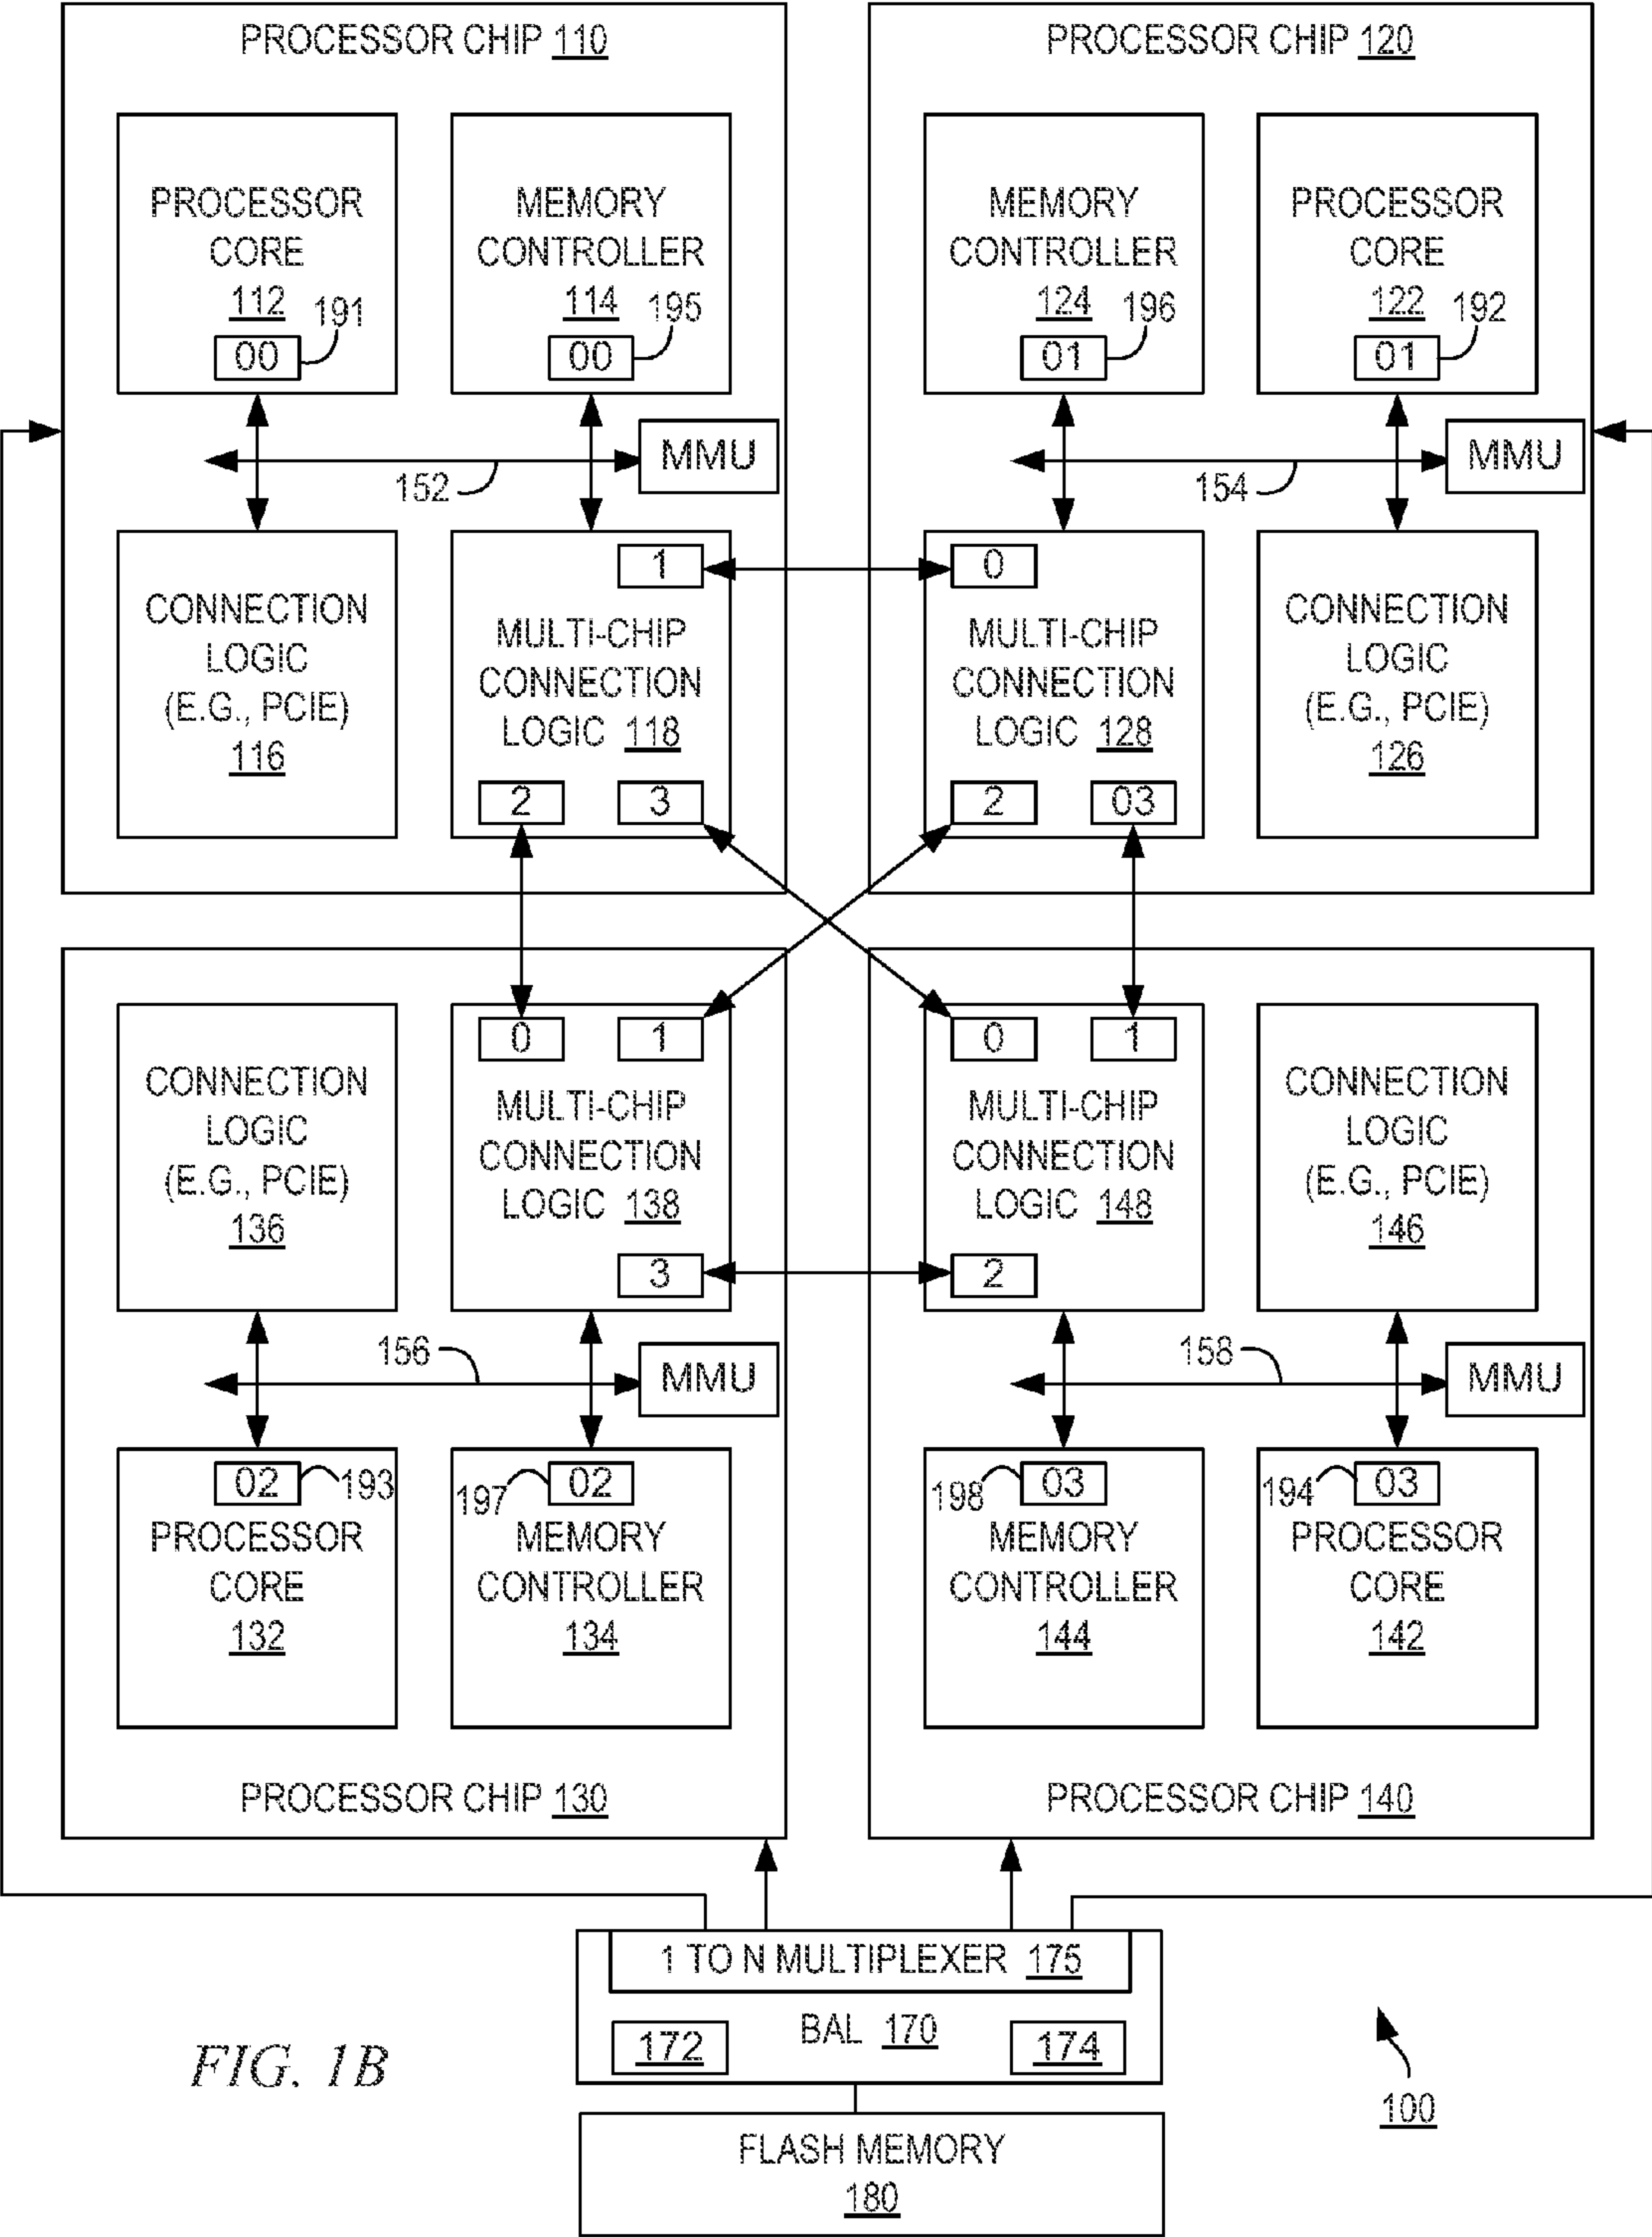 PROCESSOR CHIP 110
PROCESSOR
CORE
112
191
00
MEMORY
CONTROLLER
114
195
00
MMU
152
CONNECTION
LOGIC
(E.G., PCIE)
116
1
MULTI-CHIP
CONNECTION
LOGIC 118
2
3
PROCESSOR CHIP 120
MEMORY
CONTROLLER
124
196
01
PROCESSOR
CORE
122
192
01
MMU
154
0
MULTI-CHIP
CONNECTION
LOGIC 128
2
03
CONNECTION
LOGIC
(E.G., PCIE)
126
CONNECTION
LOGIC
(E.G., PCIE)
136
0
1
MULTI-CHIP
CONNECTION
LOGIC 138
3
156
MMU
02
193
PROCESSOR
CORE
132
197
02
MEMORY
CONTROLLER
134
PROCESSOR CHIP 130
0
1
MULTI-CHIP
CONNECTION
LOGIC 148
2
CONNECTION
LOGIC
(E.G., PCIE)
146
158
MMU
198
03
MEMORY
CONTROLLER
144
194
03
PROCESSOR
CORE
142
PROCESSOR CHIP 140
1 TO N MULTIPLEXER 175
BAL 170
172
174
FLASH MEMORY
180
FIG. 1B
100